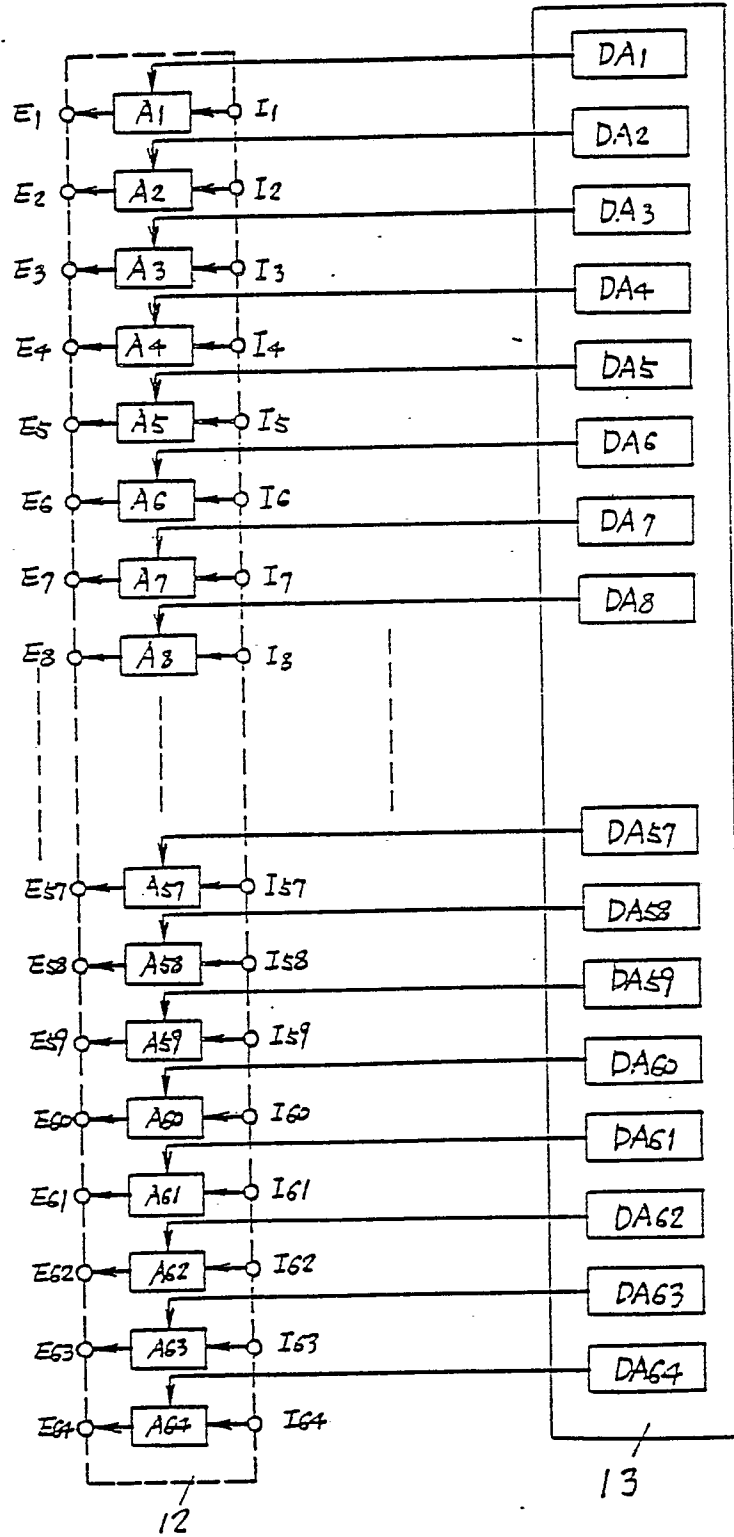 DA1
E1 A1 I1
DA2
E2 A2 I2
DA3
E3 A3 I3
DA4
E4 A4 I4
DA5
E5 A5 I5
DA6
E6 A6 I6
DA7
E7 A7 I7
DA8
E8 A8 I8
DA57
E57 A57 I57
DA58
E58 A58 I58
DA59
E59 A59 I59
DA60
E60 A60 I60
DA61
E61 A61 I61
DA62
E62 A62 I62
DA63
E63 A63 I63
DA64
E64 A64 I64
13
12